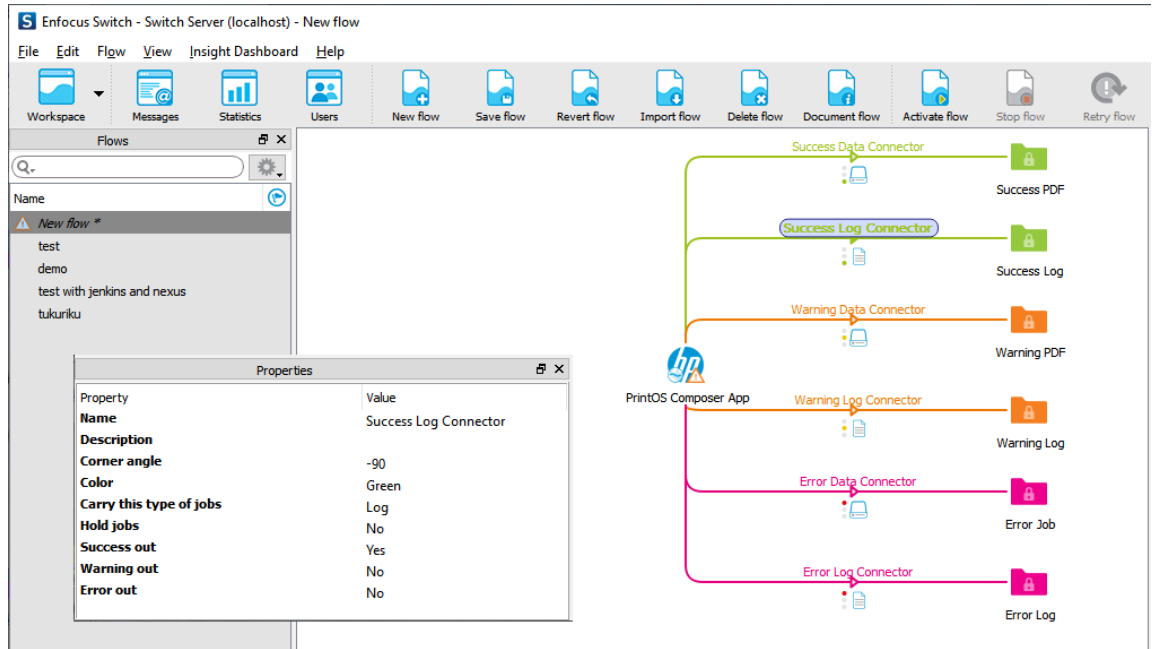 S Enfocus Switch - Switch Server (localhost) - New flow
File Edit Flow View Insight Dashboard Help
Workspace Messages Statistics Users New flow Save flow Revert flow Import flow Delete flow Document flow Activate flow Stop flow Retry flow
Flows
Name
New flow *
test
demo
test with jenkins and nexus
tukuriku
Success Data Connector
Success PDF
Success Log Connector
Success Log
Warning Data Connector
Warning PDF
hp
PrintOS Composer App
Warning Log Connector
Warning Log
Error Data Connector
Error Job
Error Log Connector
Error Log
Properties
Property Value
Name Success Log Connector
Description
Corner angle -90
Color Green
Carry this type of jobs Log
Hold jobs No
Success out Yes
Warning out No
Error out No